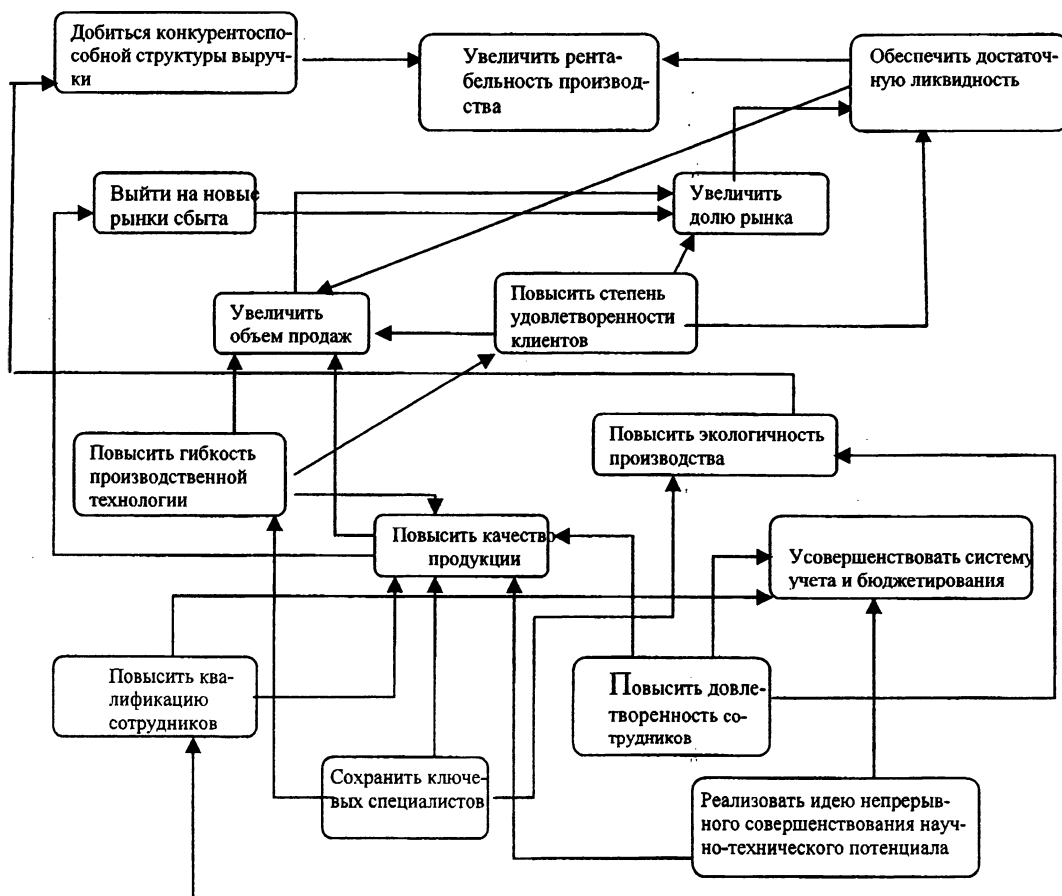 Добиться конкурентоспо-
собной структуры выруч-
ки
Увеличить рента-
бельность производ-
ства
Обеспечить достаточ-
ную ликвидность
Выйти на новые
рынки сбыта
Увеличить
долю рынка
Увеличить
объем продаж
Повысить степень
удовлетворенности
клиентов
Повысить гибкость
производственной
технологии
Повысить экологичность
производства
Повысить качество
продукции
Усовершенствовать систему
учета и бюджетирования
Повысить ква-
лификацию
сотрудников
Повысить довле-
творенность со-
трудников
Сохранить ключе-
вых специалистов
Реализовать идею непрерыв-
ного совершенствования науч-
но-технического потенциала